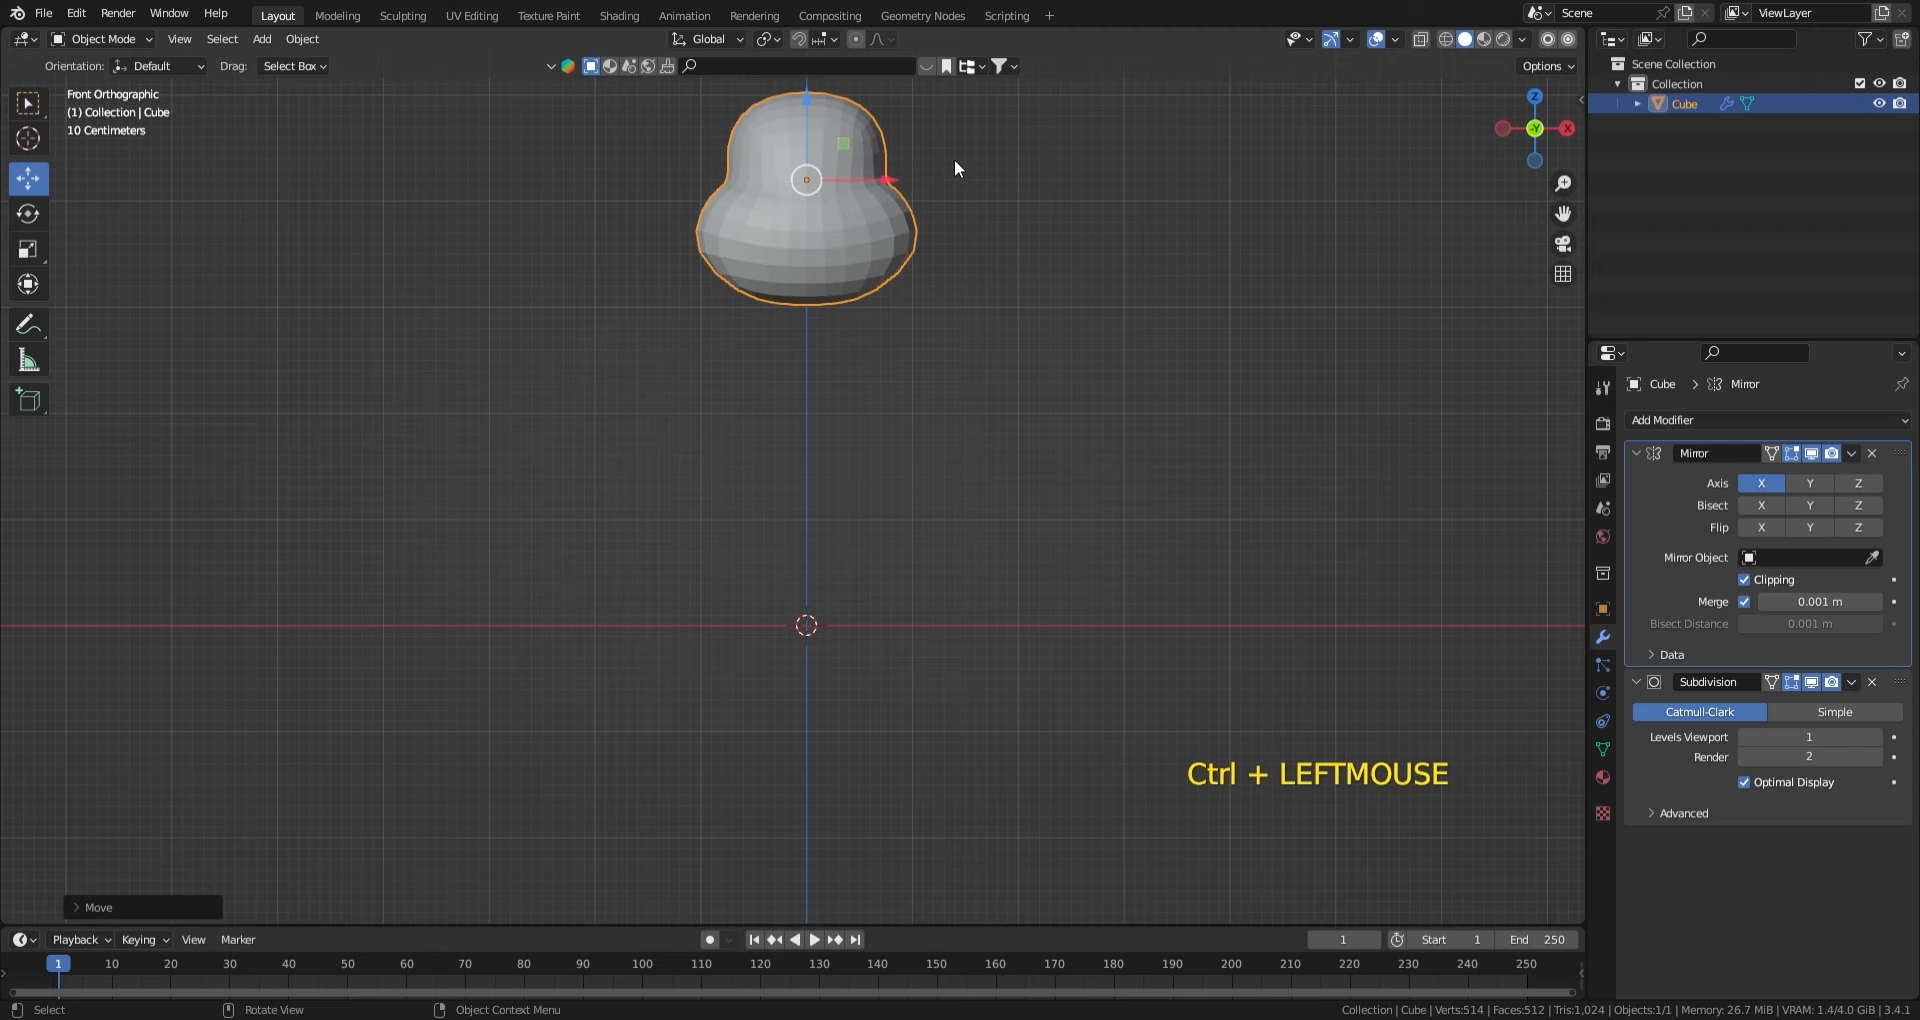 File Edit Render Window Help Layout Modeling Sculpting UV Editing Texture Paint Shading Animation Rendering Compositing Geometry Nodes Scripting + Scene ViewLayer
Object Mode View Select Add Object Global
Orientation: Default Drag: Select Box Options
Front Orthographic
(1) Collection | Cube
10 Centimeters
Z
X
-Y
Scene Collection
Collection
Cube
Cube > Mirror
Add Modifier
Mirror
Axis X Y Z
Bisect X Y Z
Flip X Y Z
Mirror Object
Clipping
Merge 0.001 m
Bisect Distance 0.001 m
> Data
Subdivision
Catmull-Clark Simple
Levels Viewport 1
Render 2
Optimal Display
> Advanced
Ctrl + LEFTMOUSE
> Move
Playback Keying View Marker 1 Start 1 End 250
1 10 20 30 40 50 60 70 80 90 100 110 120 130 140 150 160 170 180 190 200 210 220 230 240 250
Select Rotate View Object Context Menu Collection | Cube | Verts:514 | Faces:512 | Tris:1,024 | Objects:1/1 | Memory: 26.7 MiB | VRAM: 1.4/4.0 GiB | 3.4.1